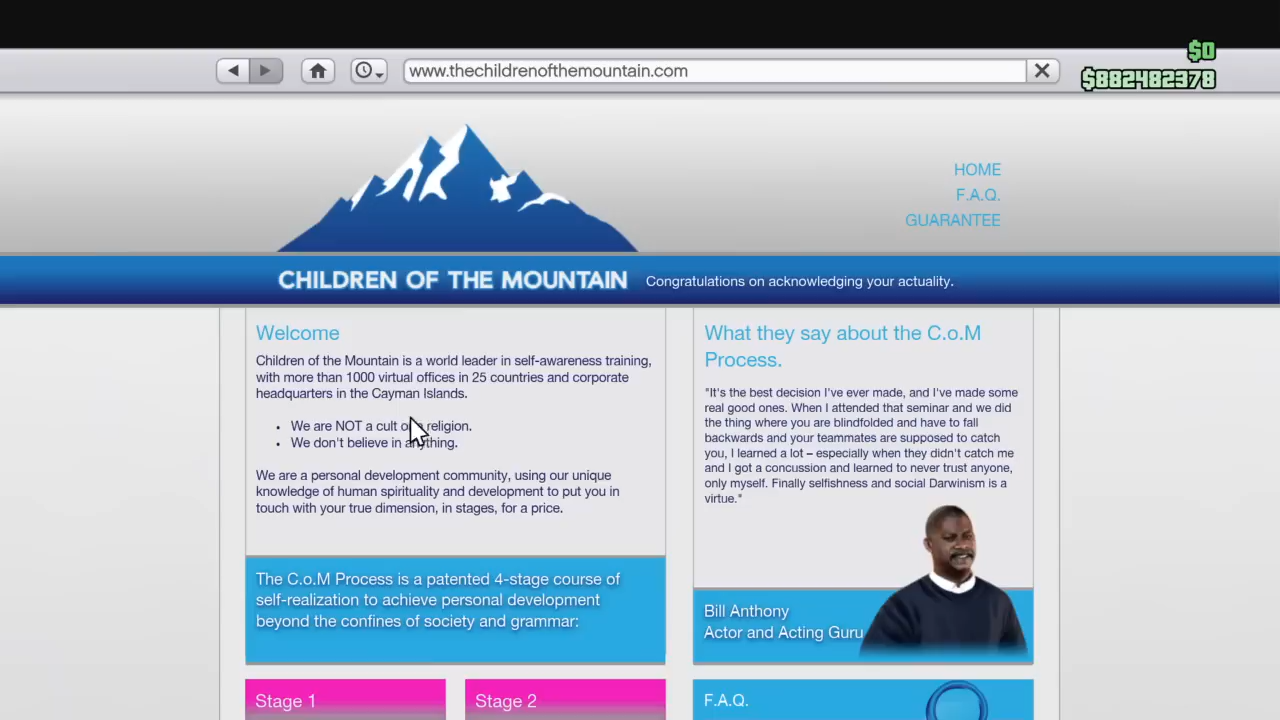 $0
www.thechildrenofthemountain.com
$882482378
HOME
F.A.Q.
GUARANTEE
CHILDREN OF THE MOUNTAIN
Congratulations on acknowledging your actuality.
Welcome
Children of the Mountain is a world leader in self-awareness training,
with more than 1000 virtual offices in 25 countries and corporate
headquarters in the Cayman Islands.
• We are NOT a cult or a religion.
• We don't believe in anything.
We are a personal development community, using our unique
knowledge of human spirituality and development to put you in
touch with your true dimension, in stages, for a price.
The C.o.M Process is a patented 4-stage course of
self-realization to achieve personal development
beyond the confines of society and grammar:
Stage 1
Stage 2
What they say about the C.o.M
Process.
"It's the best decision I've ever made, and I've made some
real good ones. When I attended that seminar and we did
the thing where you are blindfolded and have to fall
backwards and your teammates are supposed to catch
you, I learned a lot – especially when they didn't catch me
and I got a concussion and learned to never trust anyone,
only myself. Finally selfishness and social Darwinism is a
virtue."
Bill Anthony
Actor and Acting Guru
F.A.Q.